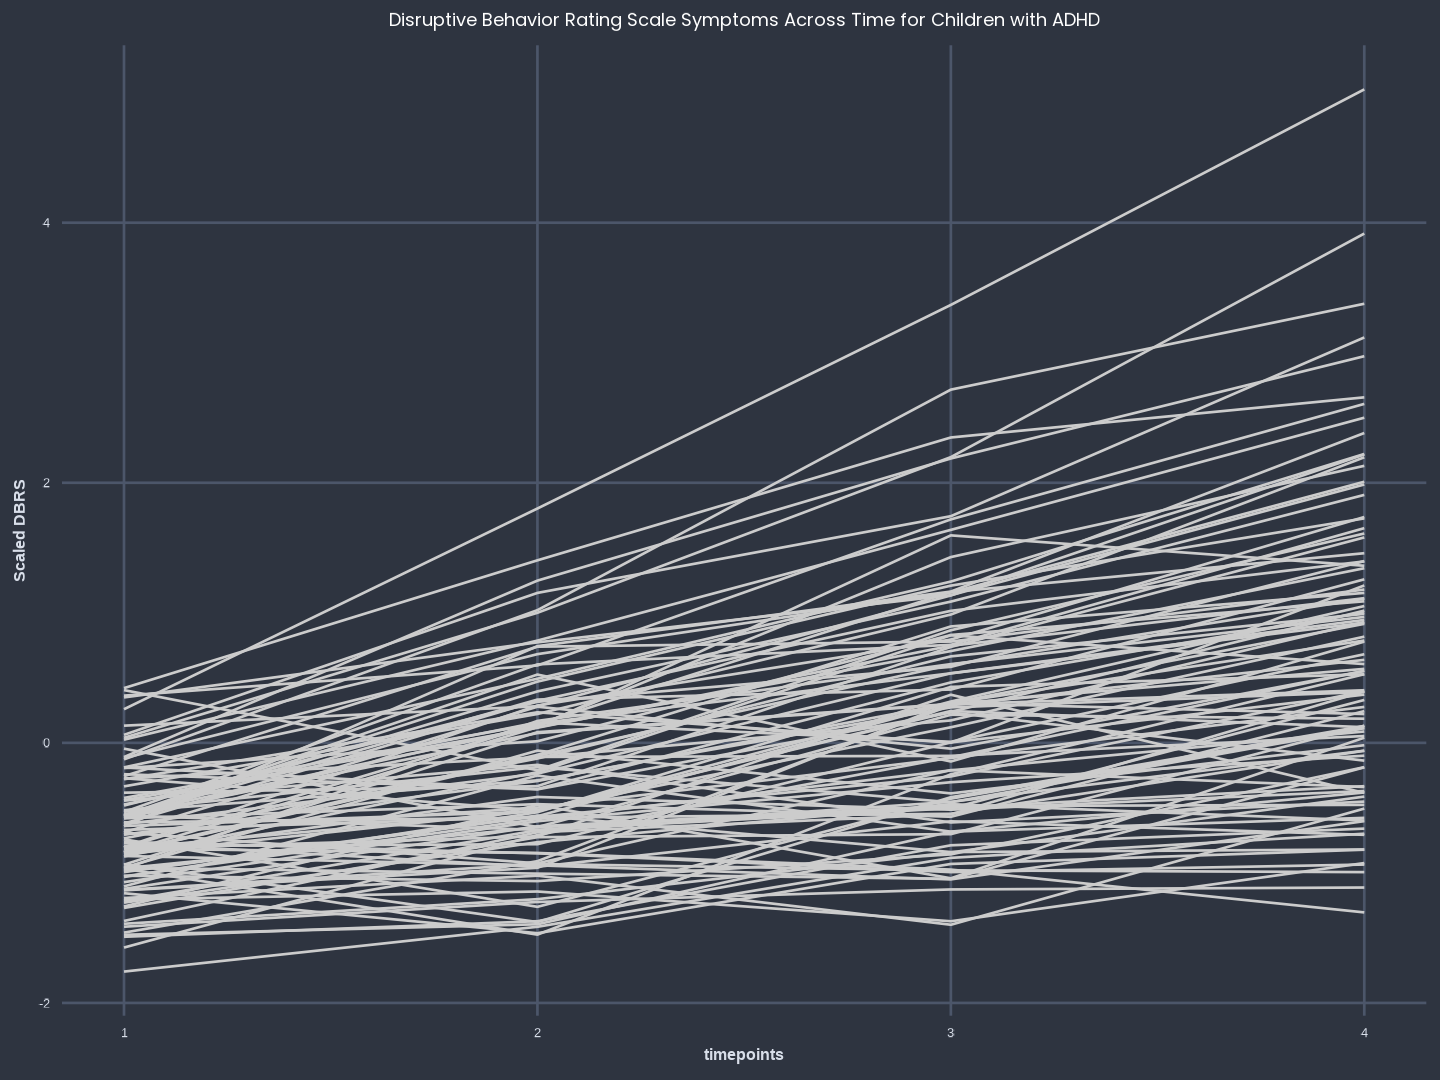 Disruptive Behavior Rating Scale Symptoms Across Time for Children with ADHD
4
2
0
-2
Scaled DBRS
1 2 3 4
timepoints